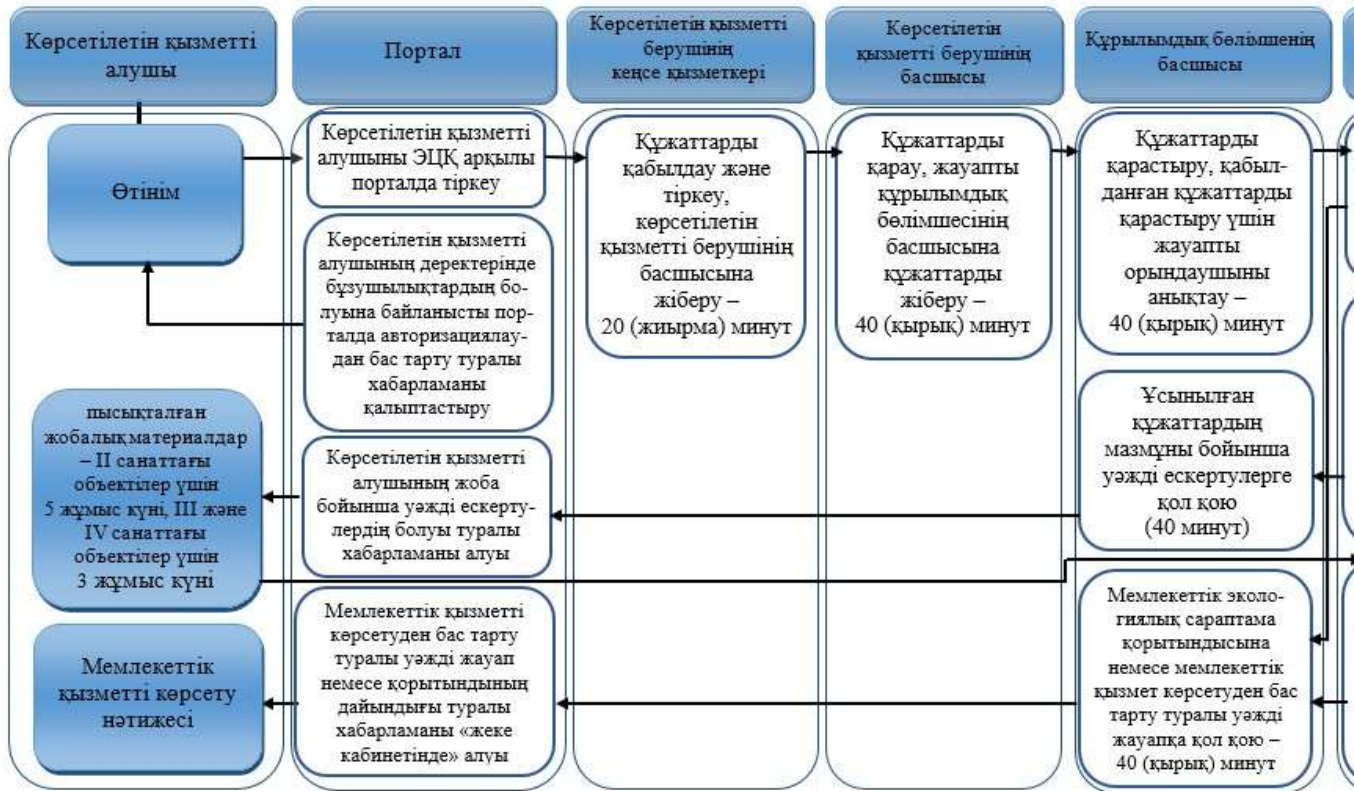 Көрсетілетін қызметті
алушы
Портал
Көрсетілетін қызметті
берушінің
кеңсе қызметкері
Көрсетілетін
қызметті берушінің
басшысы
Құрылымдық бөлімшенің
басшысы
Өтінім
пысықталған
жобалық материалдар
– II санаттағы
объектілер үшін
5 жұмыс күні, III және
IV санаттағы
объектілер үшін
3 жұмыс күні
Мемлекеттік
қызметті көрсету
нәтижесі
Көрсетілетін қызметті
алушыны ЭЦҚ арқылы
порталда тіркеу
Көрсетілетін қызметті
алушының деректерінде
бұзушылықтардың бо-
луына байланысты пор-
талда авторизациялау-
дан бас тарту туралы
хабарламаны
қалыптастыру
Көрсетілетін қызметті
алушының жоба
бойынша уәжді ескерту-
лердің болуы туралы
хабарламаны алуы
Мемлекеттік қызметті
көрсетуден бас тарту
туралы уәжді жауап
немесе қорытындының
дайындығы туралы
хабарламаны «жеке
кабинетінде» алуы
Құжаттарды
қабылдау және
тіркеу,
көрсетілетін
қызметті берушінің
басшысына
жіберу –
20 (жиырма) минут
Құжаттарды
қарау, жауапты
құрылымдық
бөлімшесінің
басшысына
құжаттарды
жіберу –
40 (қырық) минут
Құжаттарды
қарастыру, қабыл-
данған құжаттарды
қарастыру үшін
жауапты
орындаушыны
анықтау –
40 (қырық) минут
Ұсынылған
құжаттардың
мазмұны бойынша
уәжді ескертулерге
қол қою
(40 минут)
Мемлекеттік эколо-
гиялық сараптама
қорытындысына
немесе мемлекеттік
қызмет көрсетуден бас
тарту туралы уәжді
жауапқа қол қою –
40 (қырық) минут